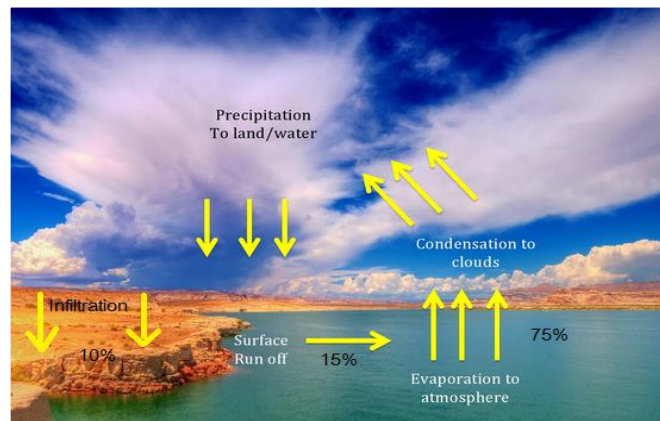 Precipitation
To land/water
Condensation to
clouds
Infiltration
10%
Surface
Run off
15%
75%
Evaporation to
atmosphere